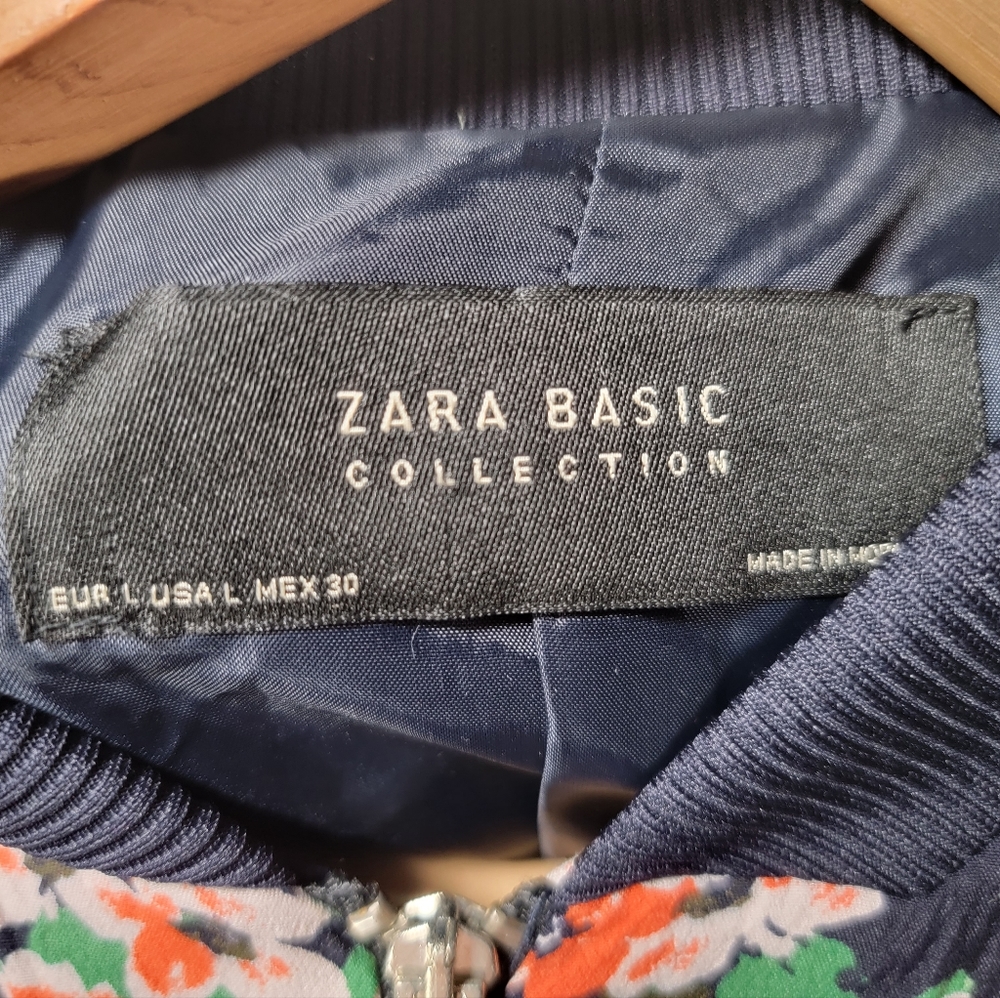 ZARA BASIC
COLLECTION
EUR L USA L MEX 30
MADE IN